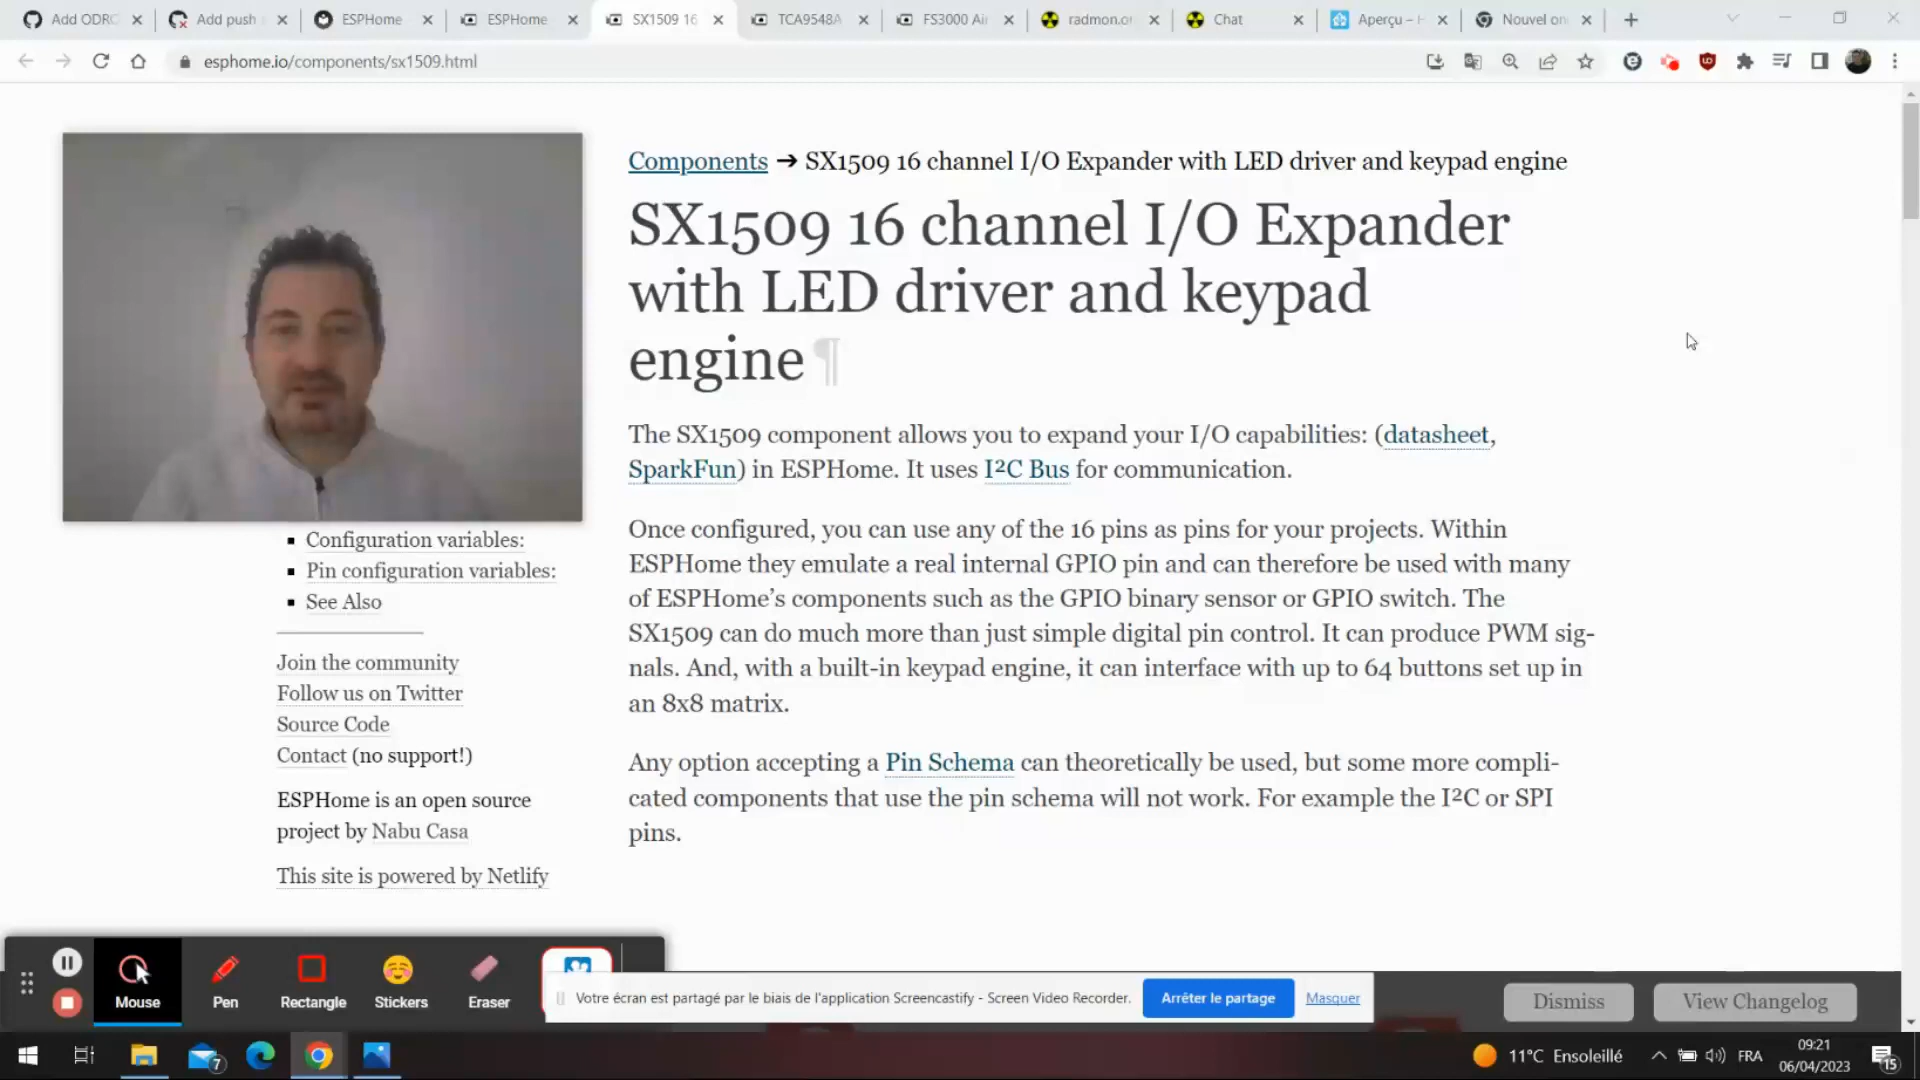 Add ODRC
Add push
ESPHome
ESPHome
SX1509 16
TCA9548A
FS3000 Air
radmon.or
Chat
Aperçu – H
Nouvel on
esphome.io/components/sx1509.html
Components → SX1509 16 channel I/O Expander with LED driver and keypad engine
SX1509 16 channel I/O Expander
with LED driver and keypad
engine¶
The SX1509 component allows you to expand your I/O capabilities: (datasheet,
SparkFun) in ESPHome. It uses I²C Bus for communication.
Once configured, you can use any of the 16 pins as pins for your projects. Within
ESPHome they emulate a real internal GPIO pin and can therefore be used with many
of ESPHome’s components such as the GPIO binary sensor or GPIO switch. The
SX1509 can do much more than just simple digital pin control. It can produce PWM sig-
nals. And, with a built-in keypad engine, it can interface with up to 64 buttons set up in
an 8x8 matrix.
Any option accepting a Pin Schema can theoretically be used, but some more compli-
cated components that use the pin schema will not work. For example the I²C or SPI
pins.
Configuration variables:
Pin configuration variables:
See Also
Join the community
Follow us on Twitter
Source Code
Contact (no support!)
ESPHome is an open source
project by Nabu Casa
This site is powered by Netlify
Mouse
Pen
Rectangle
Stickers
Eraser
Votre écran est partagé par le biais de l'application Screencastify - Screen Video Recorder.
Arrêter le partage
Masquer
Dismiss
View Changelog
7
11°C Ensoleillé
FRA
09:21
06/04/2023
15